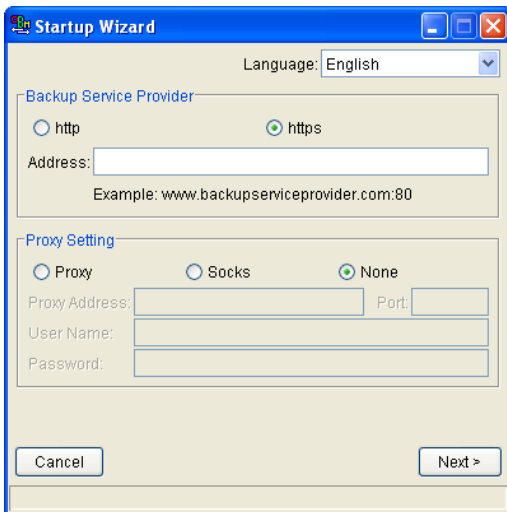 Startup Wizard
Language: English
Backup Service Provider
http https
Address:
Example: www.backupserviceprovider.com:80
Proxy Setting
Proxy Socks None
Proxy Address: Port:
User Name:
Password:
Cancel Next >